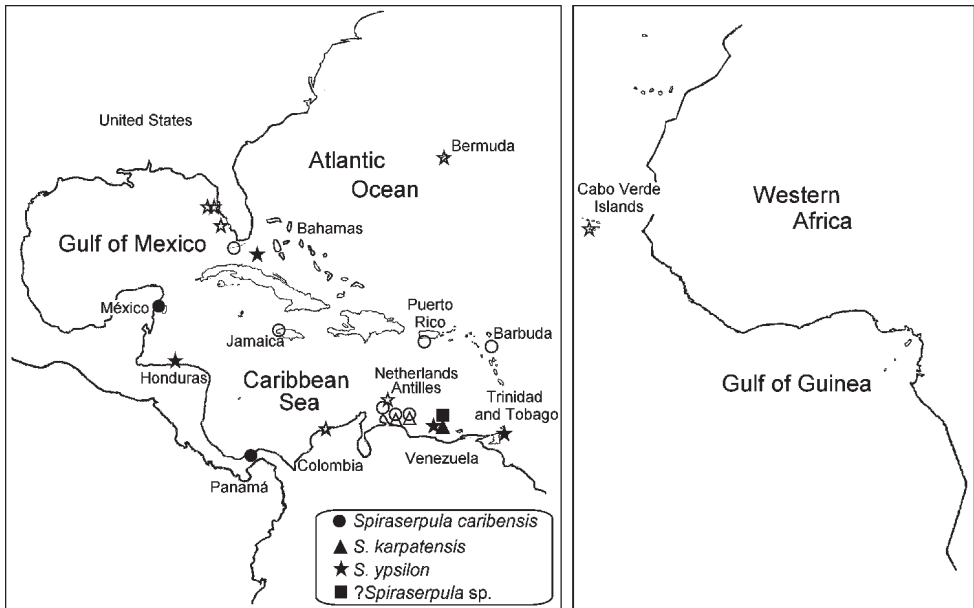 United States
Atlantic
Ocean
Bermuda
Gulf of Mexico
Bahamas
México
Jamaica
Puerto
Rico
Barbuda
Honduras
Caribbean
Sea
Netherlands
Antilles
Trinidad
and Tobago
Colombia
Venezuela
Panamá
Spiraserpula caribensis
S. karpatensis
S. ypsilon
?Spiraserpula sp.
Cabo Verde
Islands
Western
Africa
Gulf of Guinea